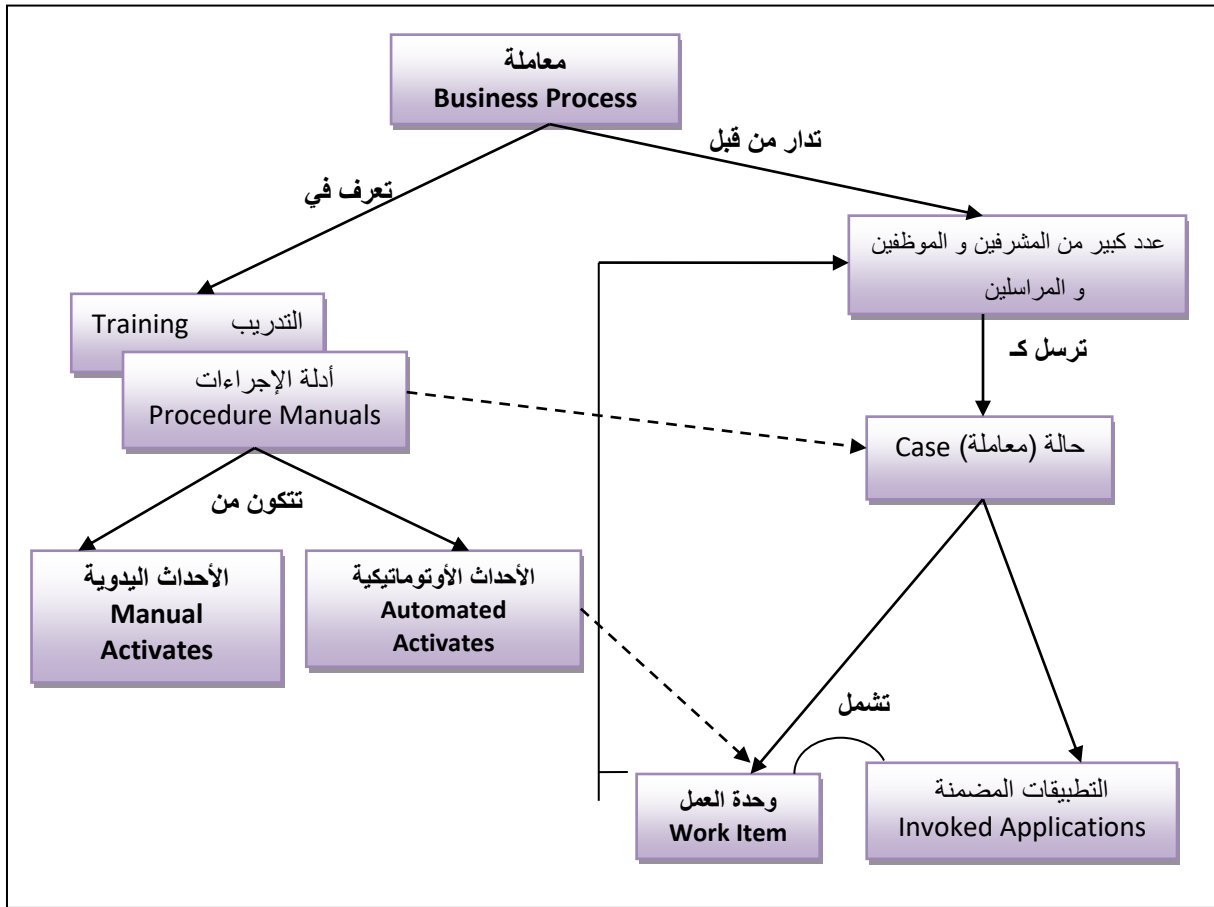 معاملة
Business Process
تدار من قبل
تعرف في
عدد كبير من المشرفين و الموظفين
و المراسلين
التدريب Training
أدلة الإجراءات
Procedure Manuals
ترسل كـ
حالة (معاملة) Case
تتكون من
الأحداث اليدوية
Manual
Activates
الأحداث الأوتوماتيكية
Automated
Activates
تشمل
وحدة العمل
Work Item
التطبيقات المضمنة
Invoked Applications